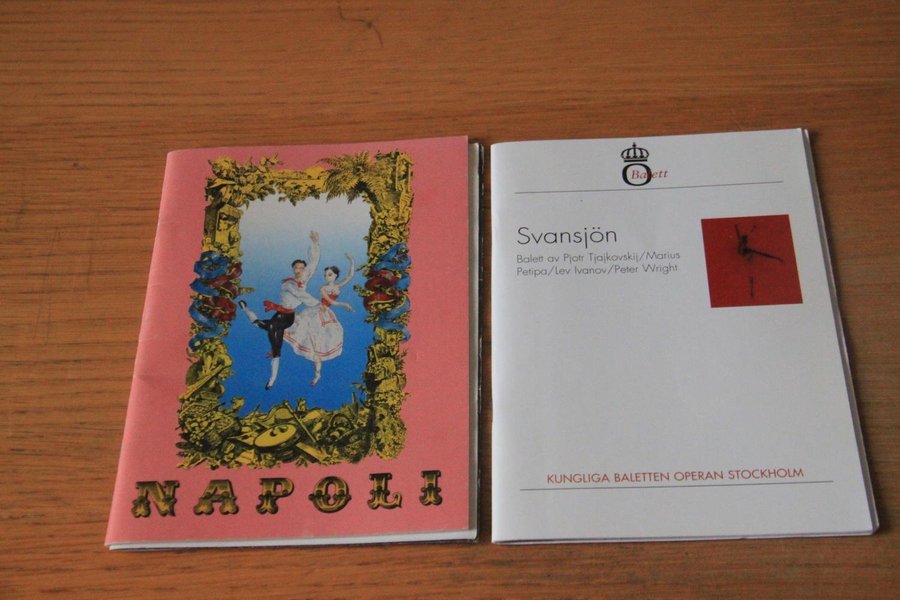 NAPOLI
Balett
Svansjön
Balett av Pjotr Tjajkovskij/Marius
Petipa/Lev Ivanov/Peter Wright
KUNGLIGA BALETTEN OPERAN STOCKHOLM